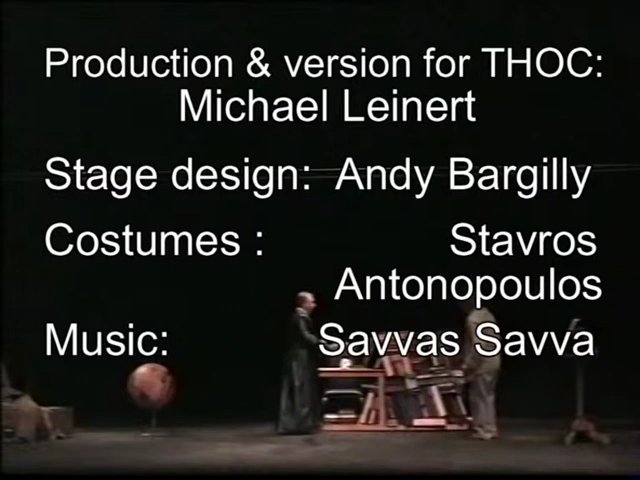 Production & version for THOC:
Michael Leinert
Stage design: Andy Bargilly
Costumes : Stavros
Antonopoulos
Music: Savvas Savva